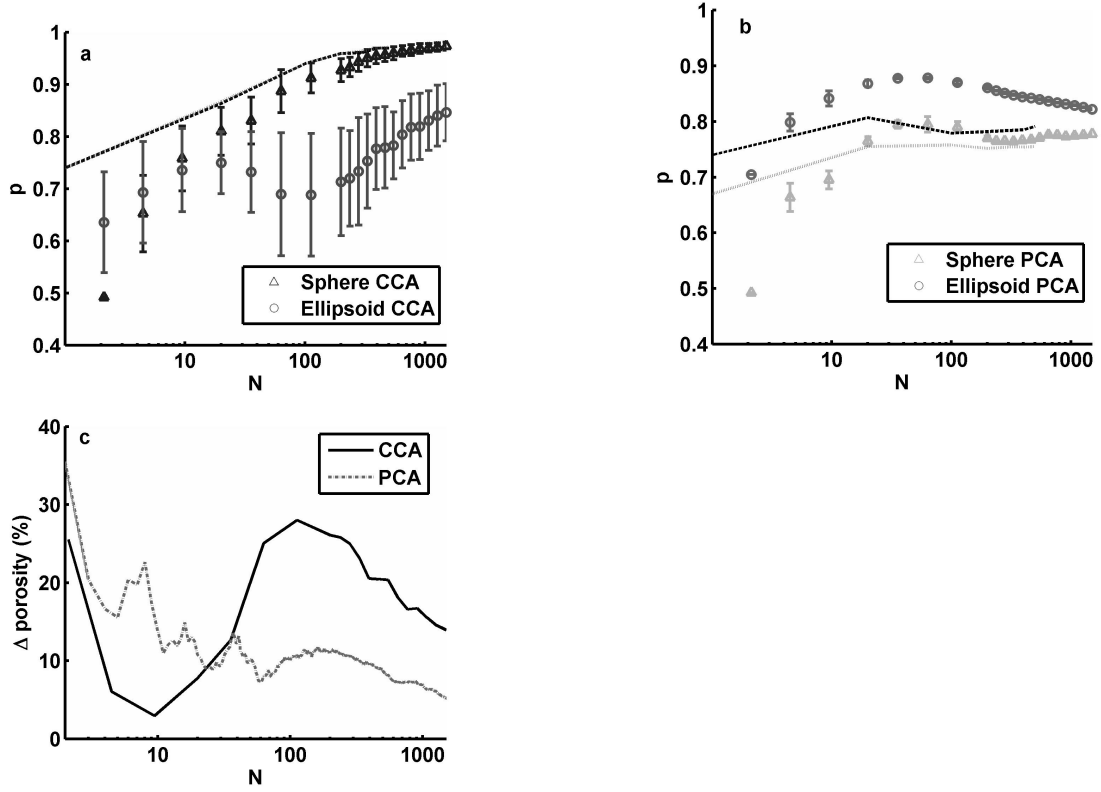 a
1
0.9
0.8
0.7
0.6
0.5
0.4
p
10
100
1000
N
Sphere CCA
Ellipsoid CCA
b
1
0.9
0.8
0.7
0.6
0.5
0.4
p
10
100
1000
N
Sphere PCA
Ellipsoid PCA
c
40
30
20
10
0
Δ porosity (%)
10
100
1000
N
CCA
PCA